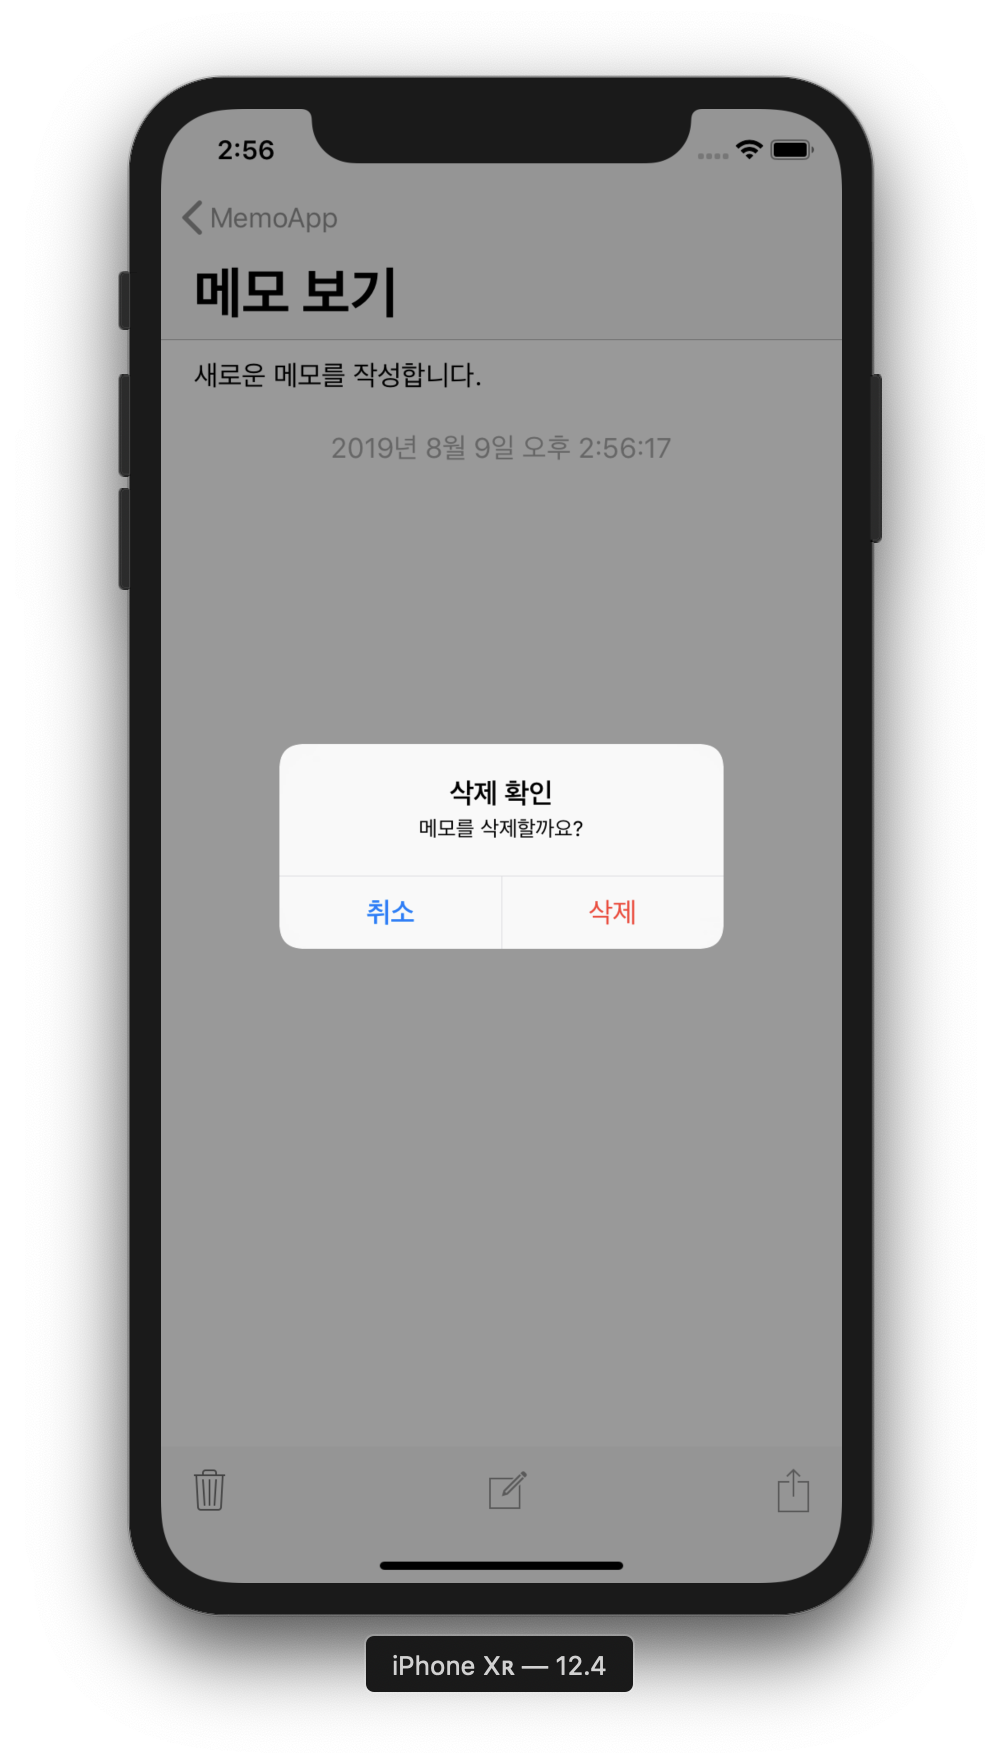 2:56
MemoApp
메모 보기
새로운 메모를 작성합니다.
2019년 8월 9일 오후 2:56:17
삭제 확인
메모를 삭제할까요?
취소 삭제
iPhone Xʀ — 12.4